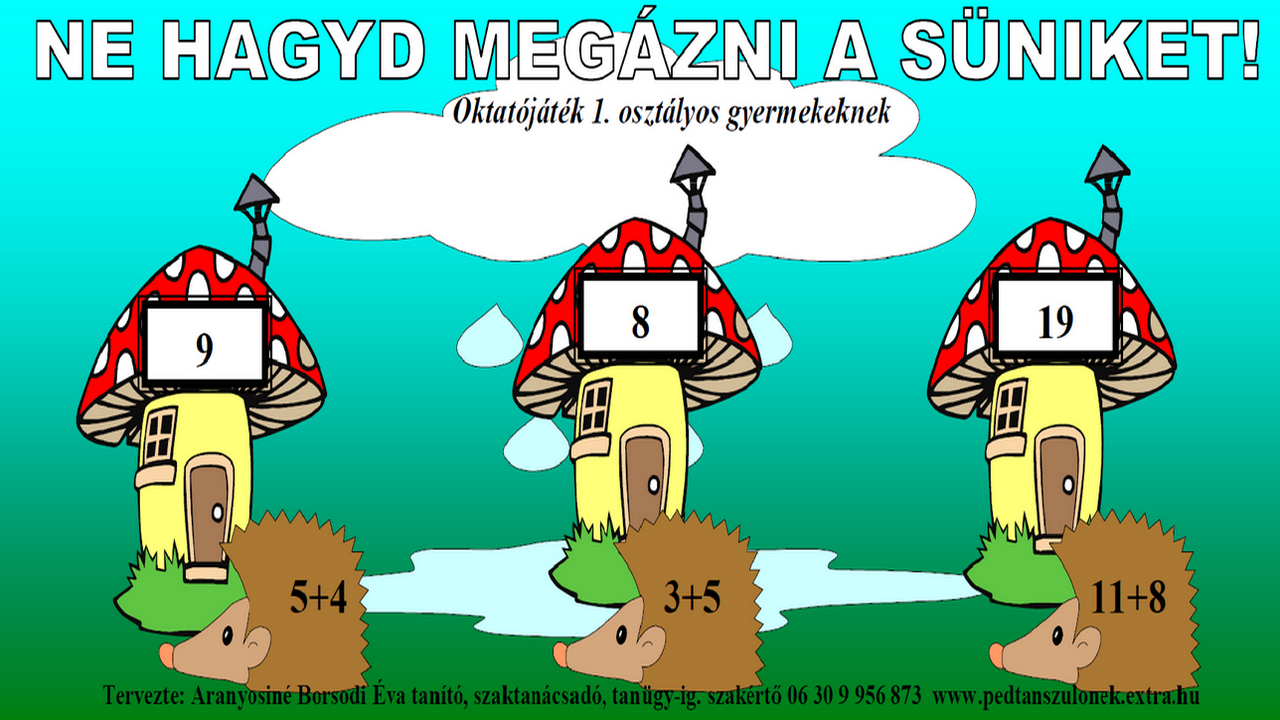 NE HAGYD MEGÁZNI A SÜNIKET!
Oktatójáték 1. osztályos gyermekeknek
9
8
19
5+4
3+5
11+8
Tervezte: Aranyosiné Borsodi Éva tanító, szaktanácsadó, tanügy-ig. szakértő 06 30 9 956 873 www.pedtanszulonek.extra.hu